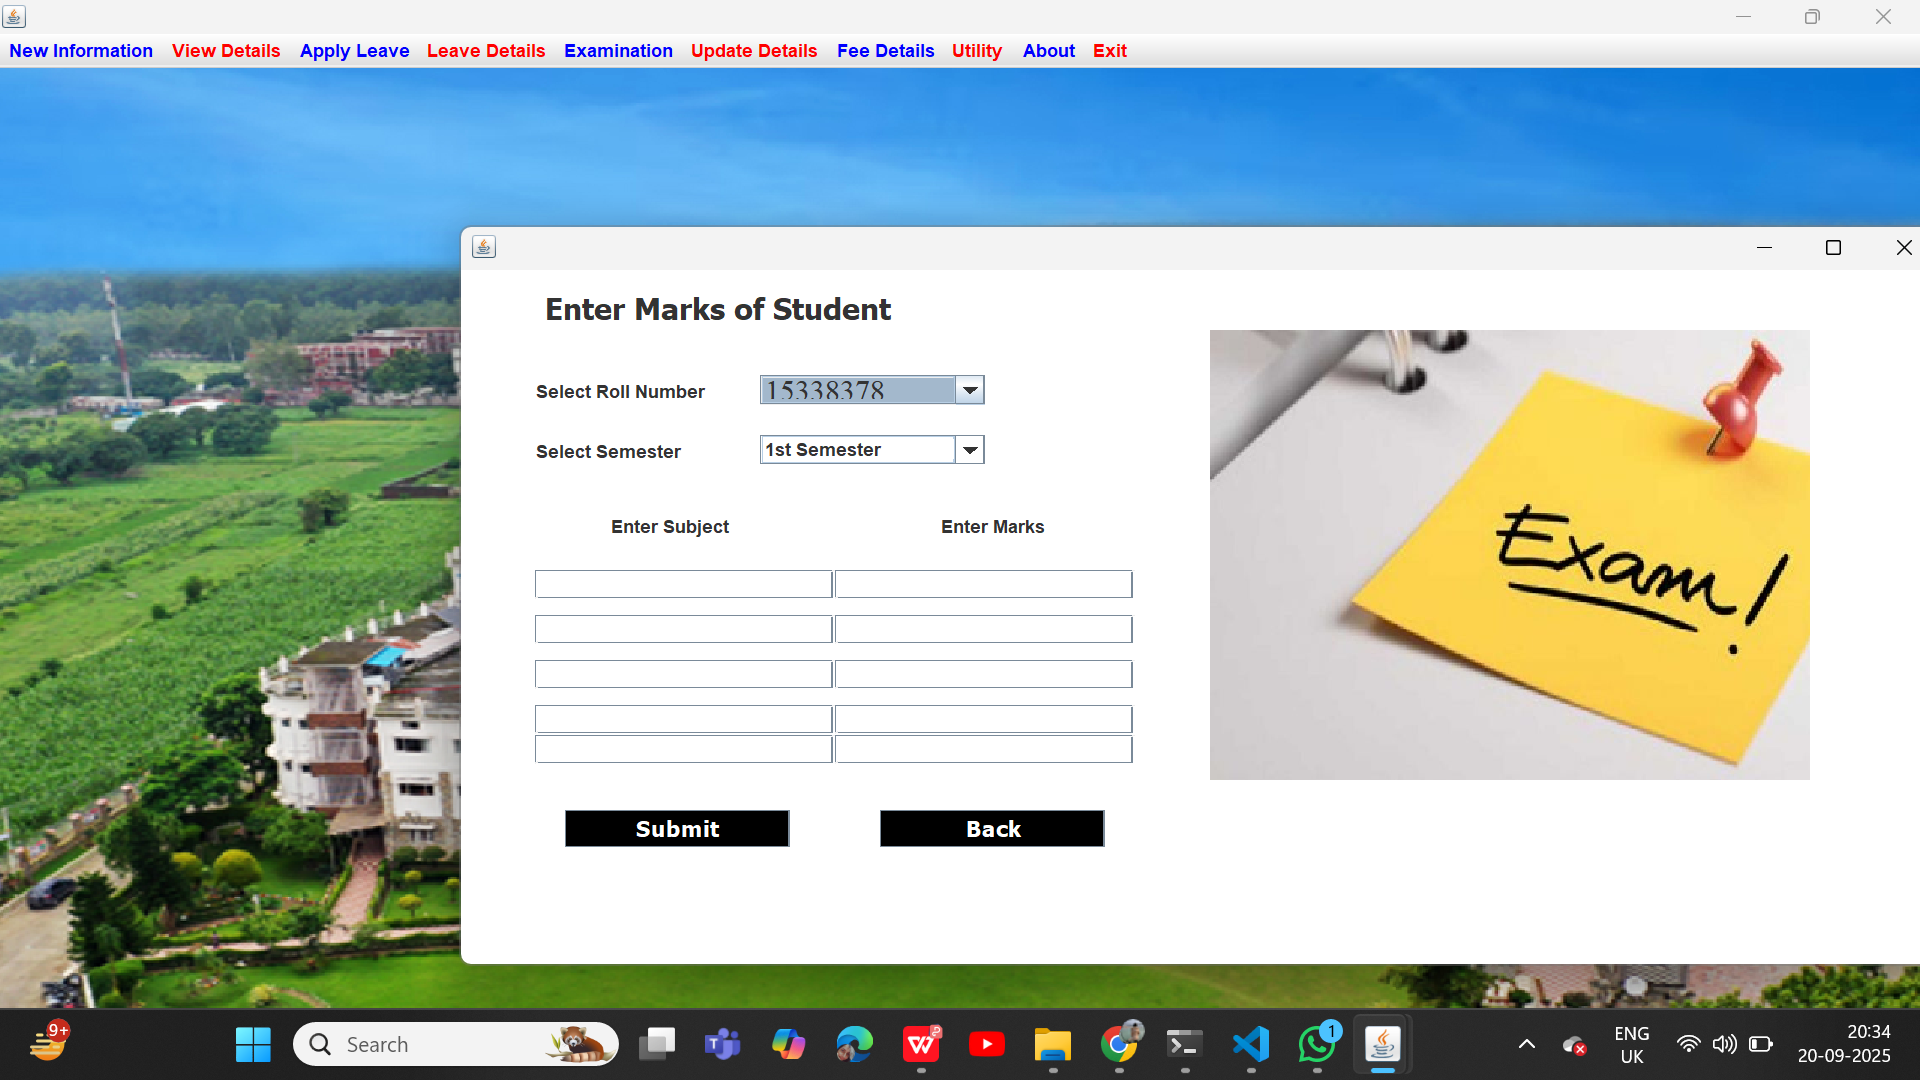 New Information View Details Apply Leave Leave Details Examination Update Details Fee Details Utility About Exit
Enter Marks of Student
Select Roll Number 15338378
Select Semester 1st Semester
Enter Subject Enter Marks
Exam!
Submit Back
9+
Search
1
ENG
UK
20:34
20-09-2025